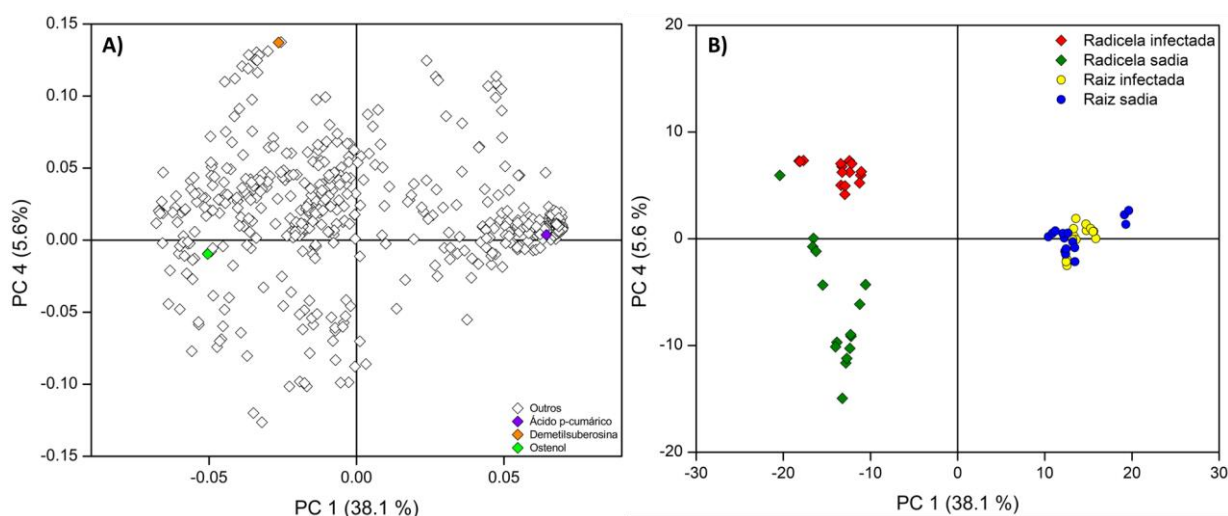 A)
0.15
0.10
0.05
0.00
-0.05
-0.10
-0.15
PC 4 (5.6%)
-0.05
0.00
0.05
PC 1 (38.1 %)
Outros
Ácido p-cumárico
Demetilsuberosina
Ostenol
B)
20
10
0
-10
-20
PC 4 (5.6 %)
-30
-20
-10
0
10
20
30
PC 1 (38.1 %)
Radicela infectada
Radicela sadia
Raiz infectada
Raiz sadia